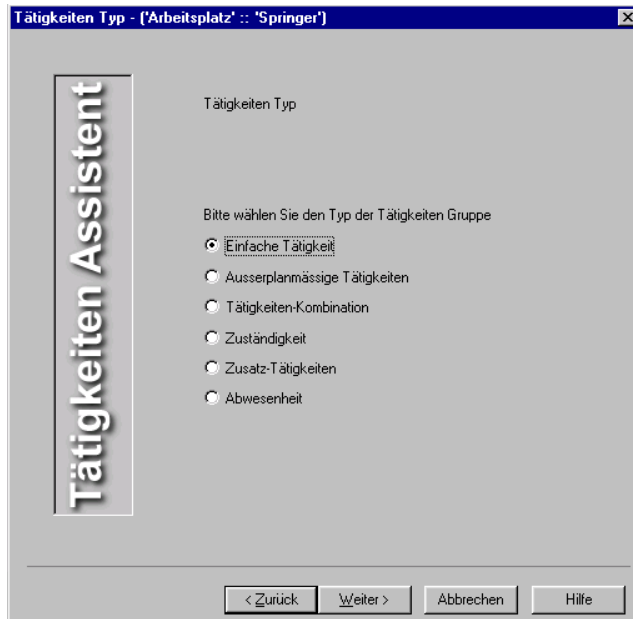 Tätigkeiten Typ - ('Arbeitsplatz' :: 'Springer')
Tätigkeiten Assistent
Tätigkeiten Typ
Bitte wählen Sie den Typ der Tätigkeiten Gruppe
Einfache Tätigkeit
Ausserplanmässige Tätigkeiten
Tätigkeiten-Kombination
Zuständigkeit
Zusatz-Tätigkeiten
Abwesenheit
< Zurück
Weiter >
Abbrechen
Hilfe